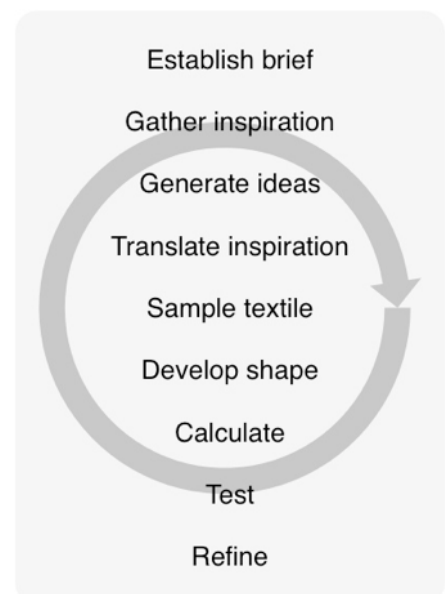 Establish brief
Gather inspiration
Generate ideas
Translate inspiration
Sample textile
Develop shape
Calculate
Test
Refine